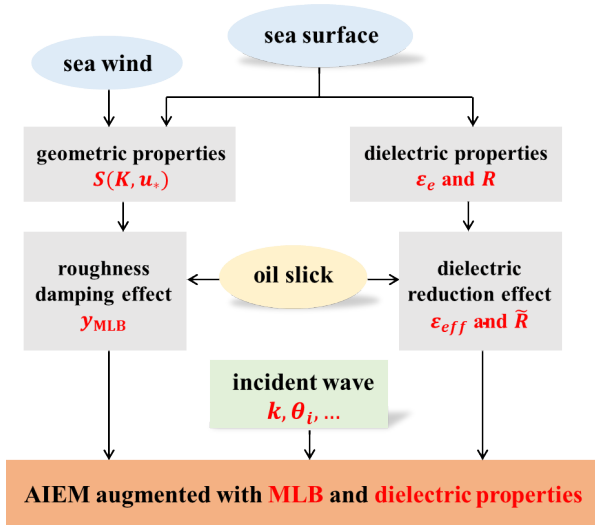 sea surface
sea wind
geometric properties
S(K, u*)
dielectric properties
εe and R
roughness
damping effect
yMLB
oil slick
dielectric
reduction effect
εeff and R̃
incident wave
k, θi, ...
AIEM augmented with MLB and dielectric properties